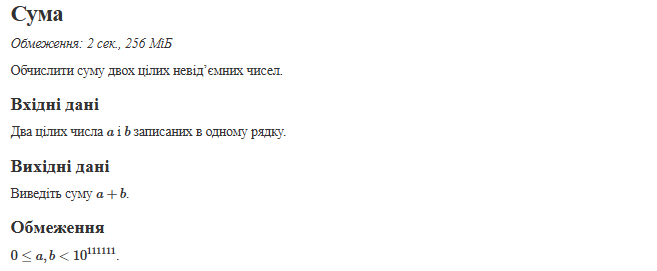 Сума
Обмеження: 2 сек., 256 МіБ
Обчислити суму двох цілих невід’ємних чисел.
Вхідні дані
Два цілих числа a і b записаних в одному рядку.
Вихідні дані
Виведіть суму a + b.
Обмеження
0 ≤ a, b < 10^111111.